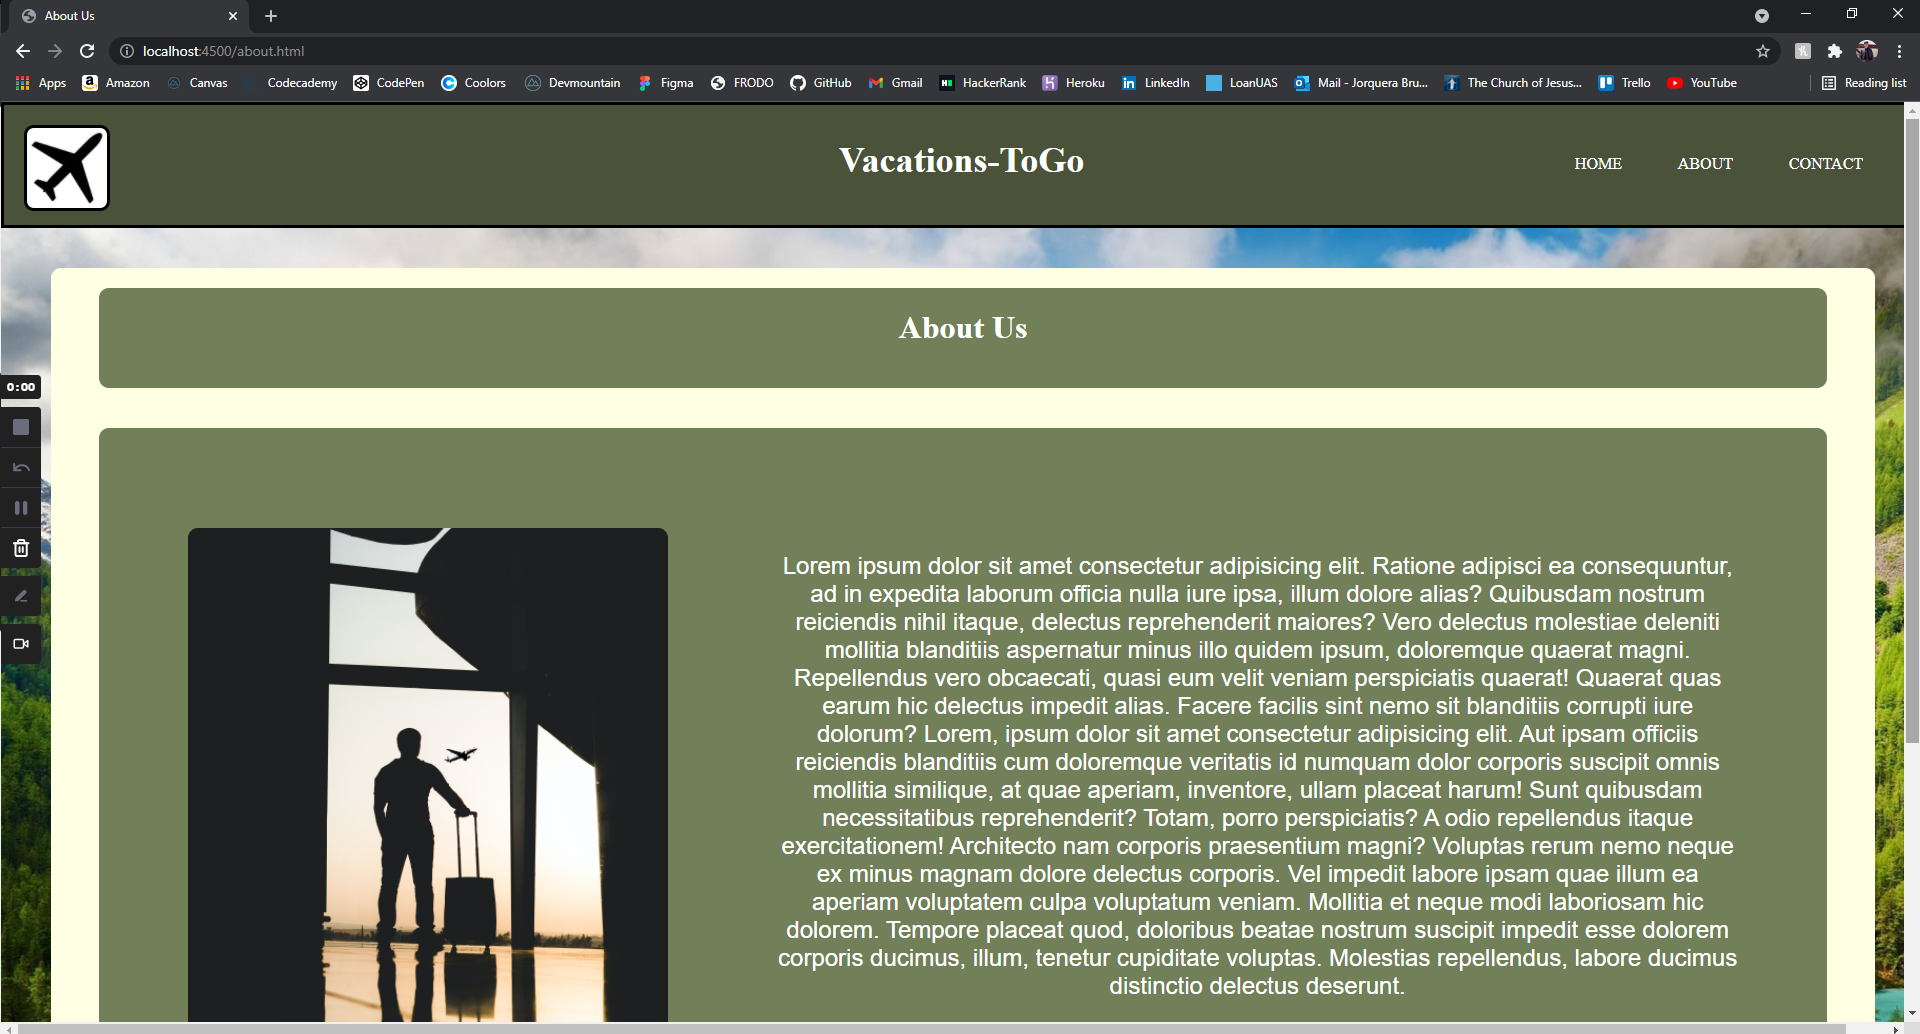 About Us
localhost:4500/about.html
Apps Amazon Canvas Codecademy CodePen Coolors Devmountain Figma FRODO GitHub Gmail HackerRank Heroku LinkedIn LoanUAS Mail - Jorquera Bru... The Church of Jesus... Trello YouTube Reading list
Vacations-ToGo
HOME ABOUT CONTACT
About Us
0:00
Lorem ipsum dolor sit amet consectetur adipisicing elit. Ratione adipisci ea consequuntur,
ad in expedita laborum officia nulla iure ipsa, illum dolore alias? Quibusdam nostrum
reiciendis nihil itaque, delectus reprehenderit maiores? Vero delectus molestiae deleniti
mollitia blanditiis aspernatur minus illo quidem ipsum, doloremque quaerat magni.
Repellendus vero obcaecati, quasi eum velit veniam perspiciatis quaerat! Quaerat quas
earum hic delectus impedit alias. Facere facilis sint nemo sit blanditiis corrupti iure
dolorum? Lorem, ipsum dolor sit amet consectetur adipisicing elit. Aut ipsam officiis
reiciendis blanditiis cum doloremque veritatis id numquam dolor corporis suscipit omnis
mollitia similique, at quae aperiam, inventore, ullam placeat harum! Sunt quibusdam
necessitatibus reprehenderit? Totam, porro perspiciatis? A odio repellendus itaque
exercitationem! Architecto nam corporis praesentium magni? Voluptas rerum nemo neque
ex minus magnam dolore delectus corporis. Vel impedit labore ipsam quae illum ea
aperiam voluptatem culpa voluptatum veniam. Mollitia et neque modi laboriosam hic
dolorem. Tempore placeat quod, doloribus beatae nostrum suscipit impedit esse dolorem
corporis ducimus, illum, tenetur cupiditate voluptas. Molestias repellendus, labore ducimus
distinctio delectus deserunt.